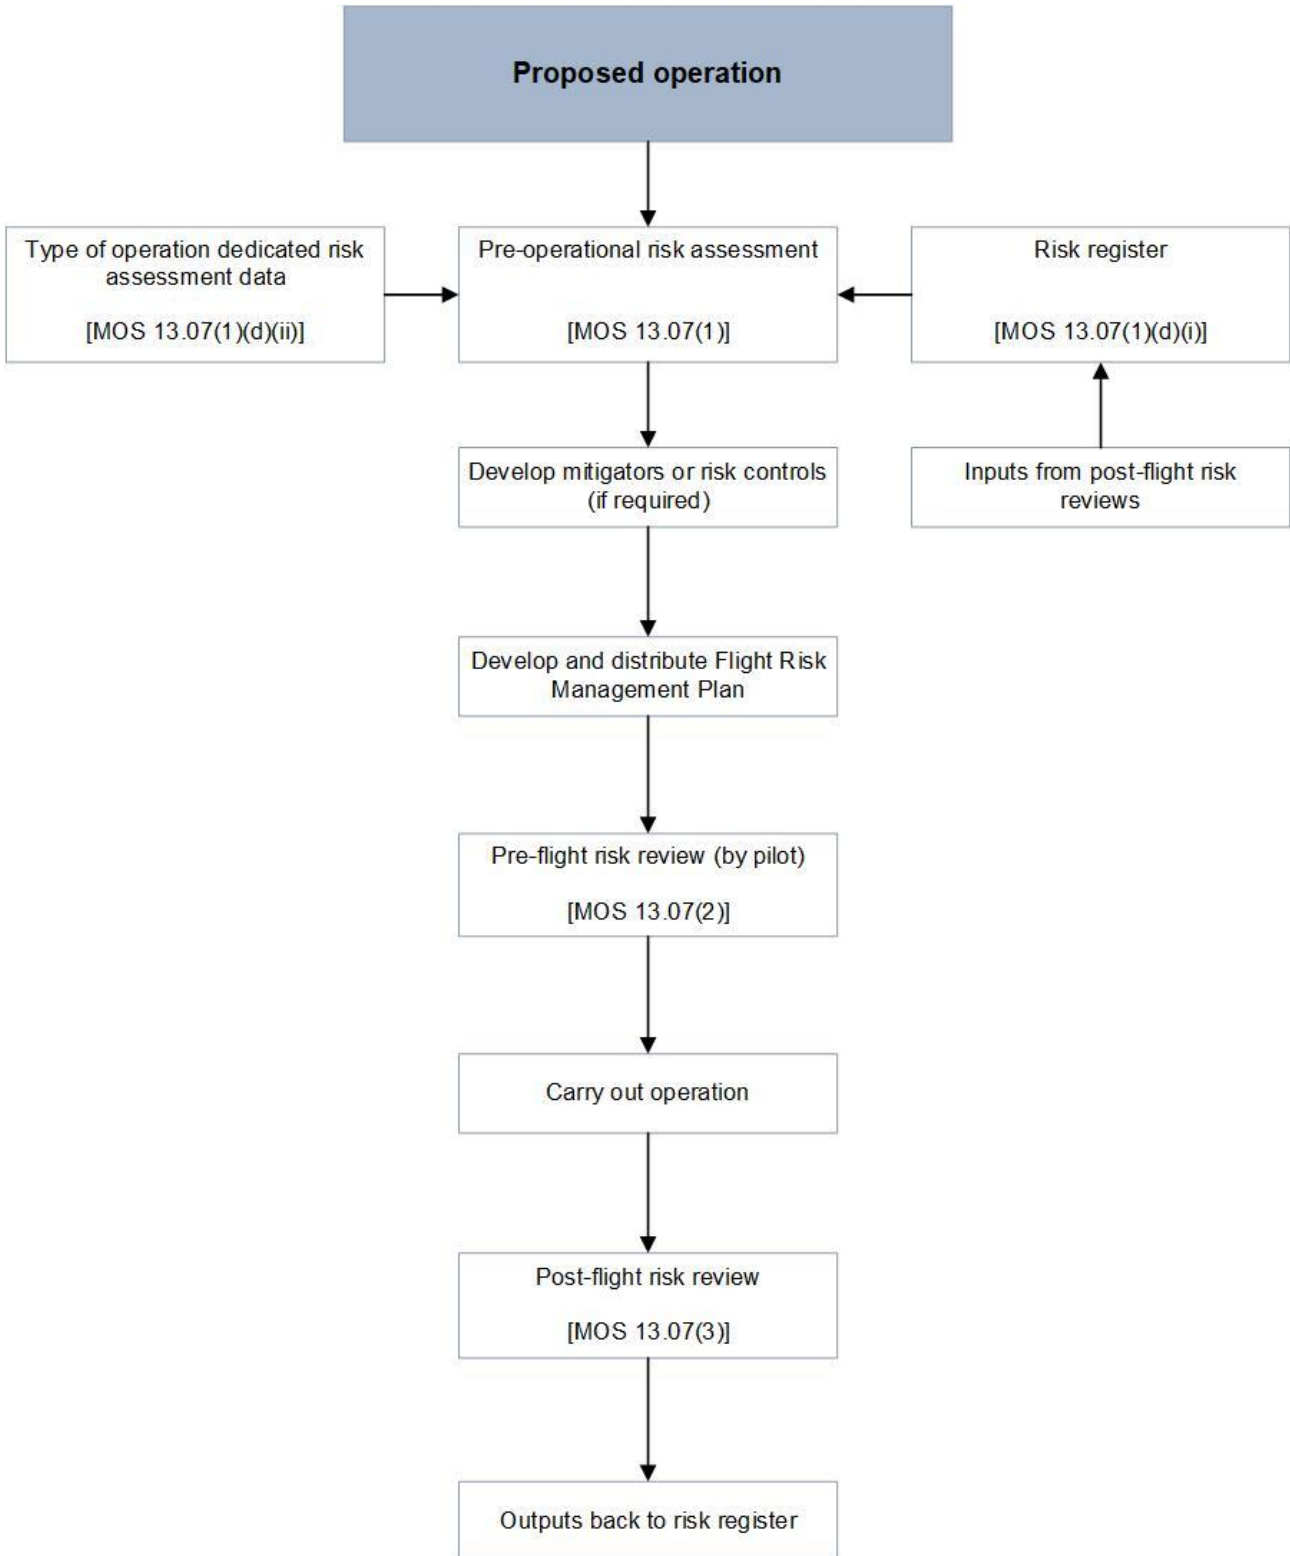 Proposed operation
Type of operation dedicated risk
assessment data
[MOS 13.07(1)(d)(ii)]
Pre-operational risk assessment
[MOS 13.07(1)]
Risk register
[MOS 13.07(1)(d)(i)]
Develop mitigators or risk controls
(if required)
Inputs from post-flight risk
reviews
Develop and distribute Flight Risk
Management Plan
Pre-flight risk review (by pilot)
[MOS 13.07(2)]
Carry out operation
Post-flight risk review
[MOS 13.07(3)]
Outputs back to risk register